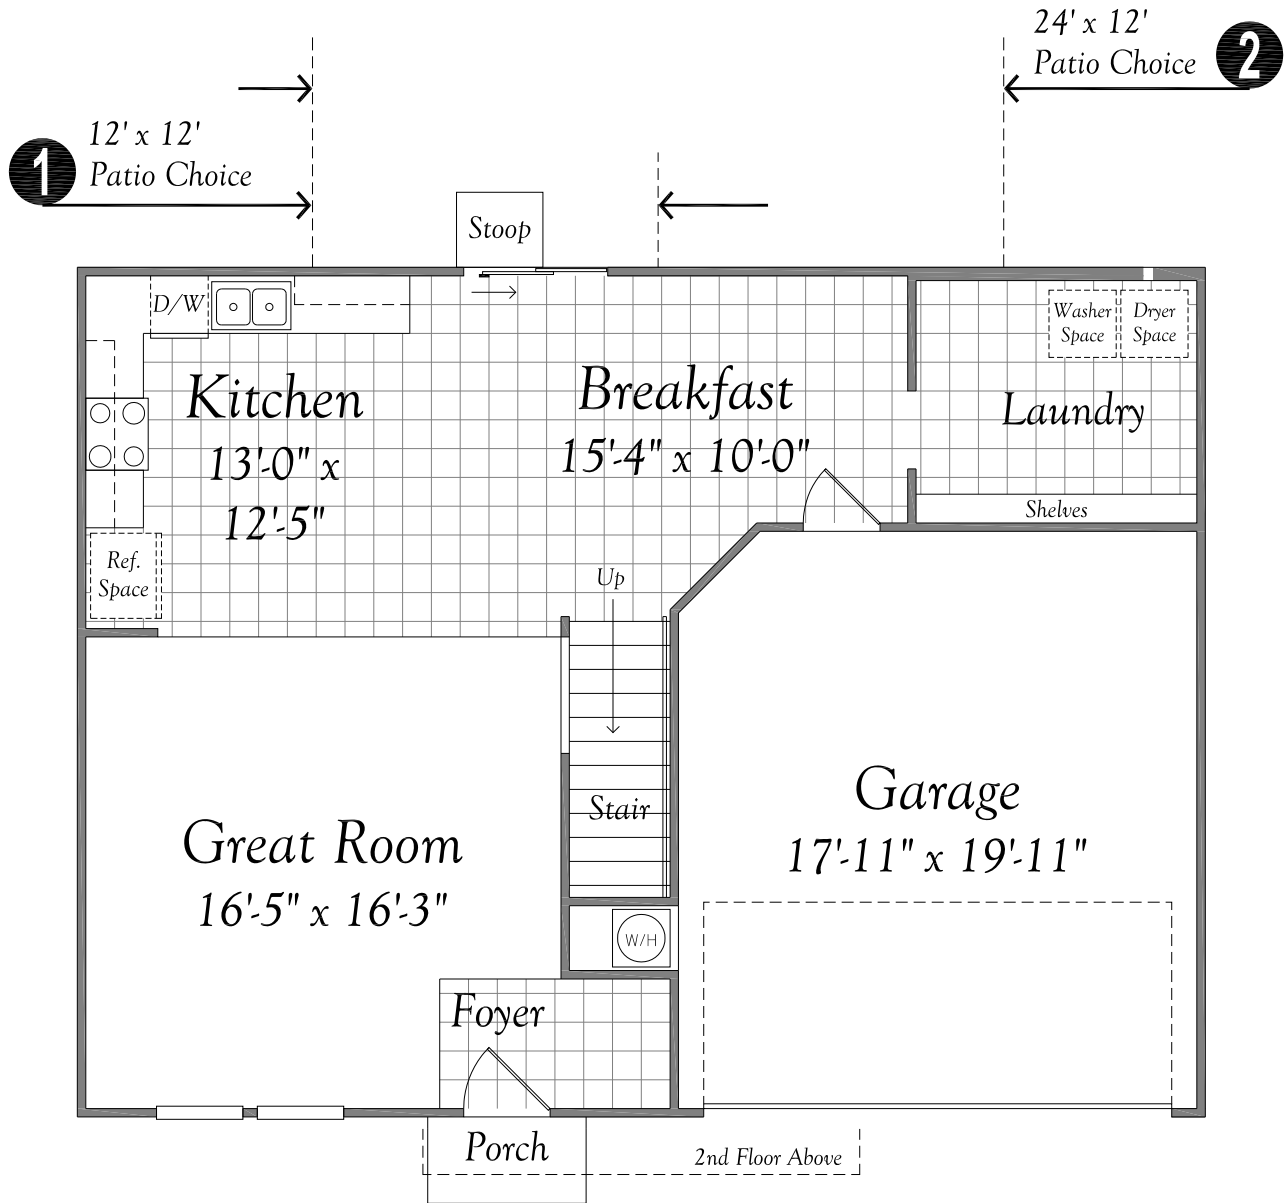 24' x 12'
Patio Choice
2
12' x 12'
Patio Choice
1
Stoop
D/W
Washer
Space
Dryer
Space
Kitchen
13'-0" x
12'-5"
Breakfast
15'-4" x 10'-0"
Laundry
Shelves
Ref.
Space
Up
Stair
Great Room
16'-5" x 16'-3"
Garage
17'-11" x 19'-11"
W/H
Foyer
Porch
2nd Floor Above